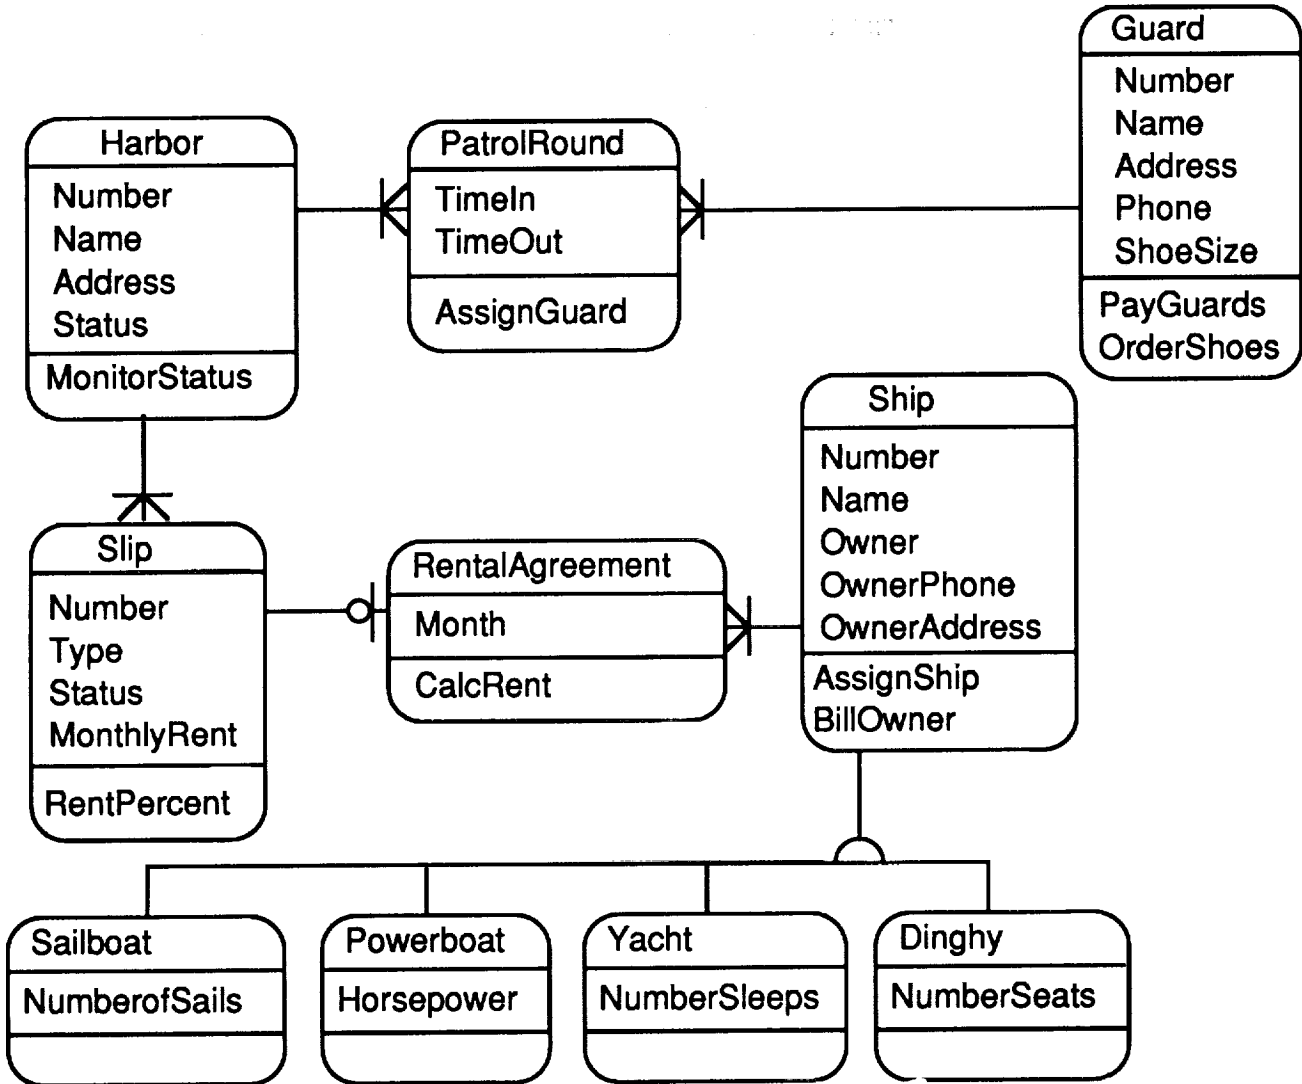 Guard
Number
Name
Address
Phone
ShoeSize
PayGuards
OrderShoes
Harbor
Number
Name
Address
Status
MonitorStatus
PatrolRound
TimeIn
TimeOut
AssignGuard
Ship
Number
Name
Owner
OwnerPhone
OwnerAddress
AssignShip
BillOwner
Slip
Number
Type
Status
MonthlyRent
RentPercent
RentalAgreement
Month
CalcRent
Sailboat
NumberofSails
Powerboat
Horsepower
Yacht
NumberSleeps
Dinghy
NumberSeats